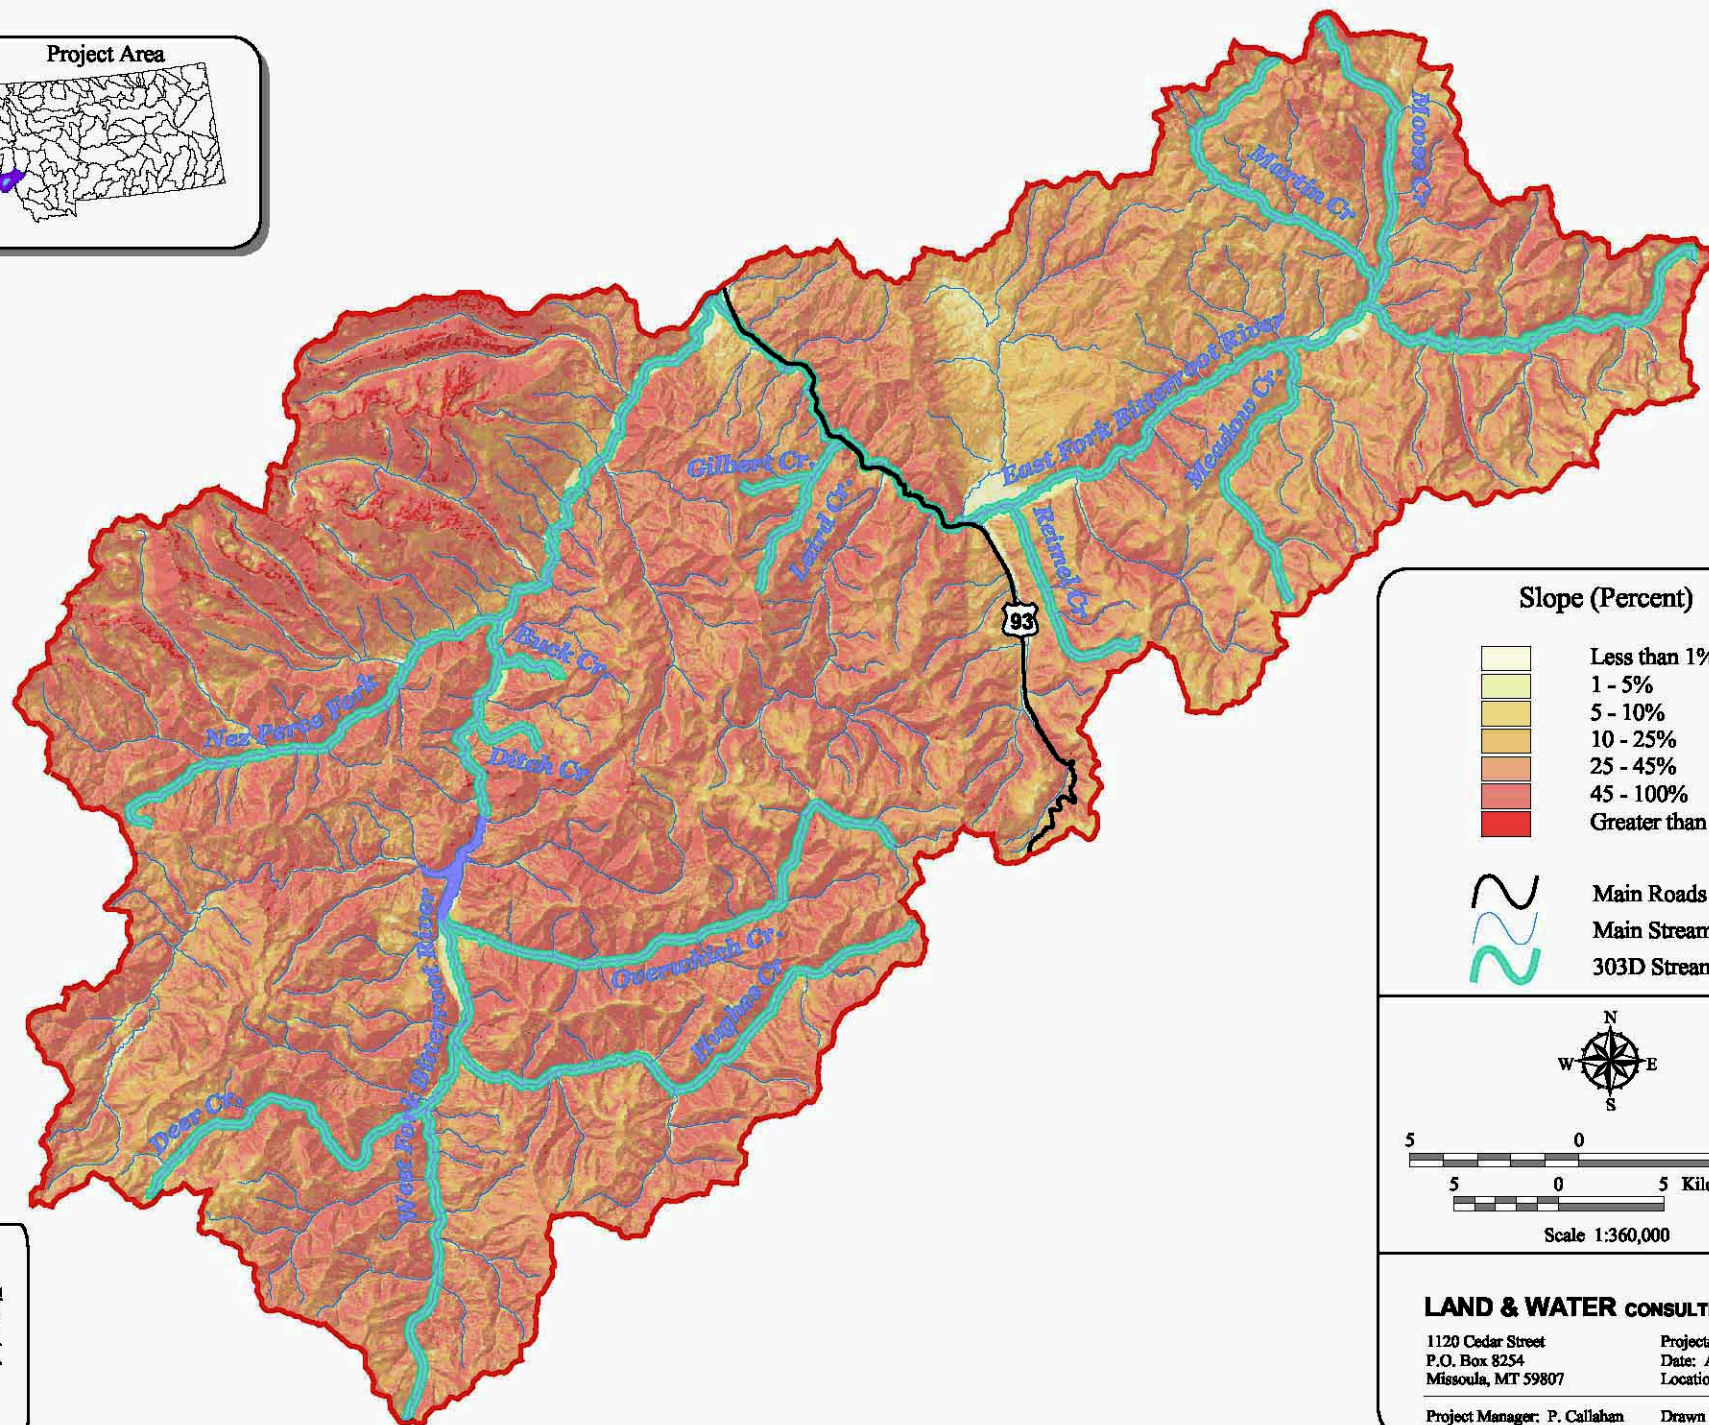 Project Area
Moose Cr
Martin Cr
East Fork Bitterroot River
Meadow Cr.
Gilbert Cr.
Laird Cr.
Reimel Cr.
93
Buck Cr.
Nez Perce Fork
Ditch Cr.
Overwhich Cr.
Hughes Cr
West Fork Bitterroot River
Deer Cr.
Slope (Percent)
Less than 1%
1 - 5%
5 - 10%
10 - 25%
25 - 45%
45 - 100%
Greater than
Main Roads
Main Stream
303D Stream
N
W E
S
5 0
5 0 5 Kilo
Scale 1:360,000
LAND & WATER CONSULT
1120 Cedar Street Project
P.O. Box 8254 Date: A
Missoula, MT 59807 Locatio
Project Manager: P. Callahan Drawn